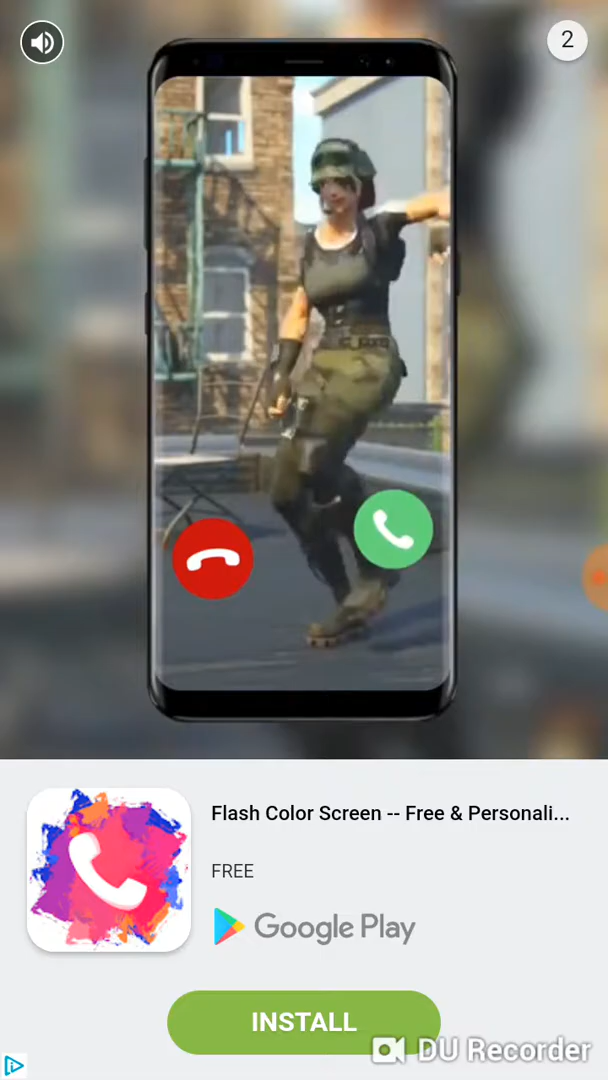 2
Flash Color Screen -- Free & Personali...
FREE
Google Play
INSTALL
DU Recorder